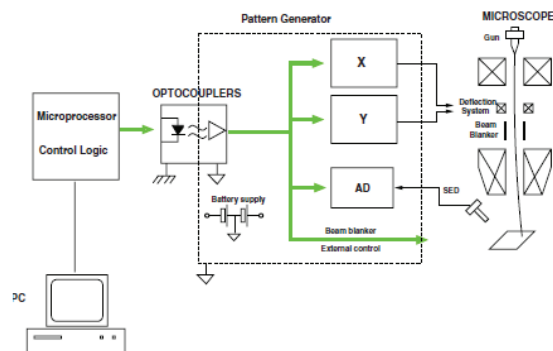 Pattern Generator
MICROSCOPE
Gun
X
OPTOCOUPLERS
Microprocessor
Control Logic
Deflection
System
Y
Beam
Blanker
AD
SED
Battery supply
Beam blanker
External control
PC